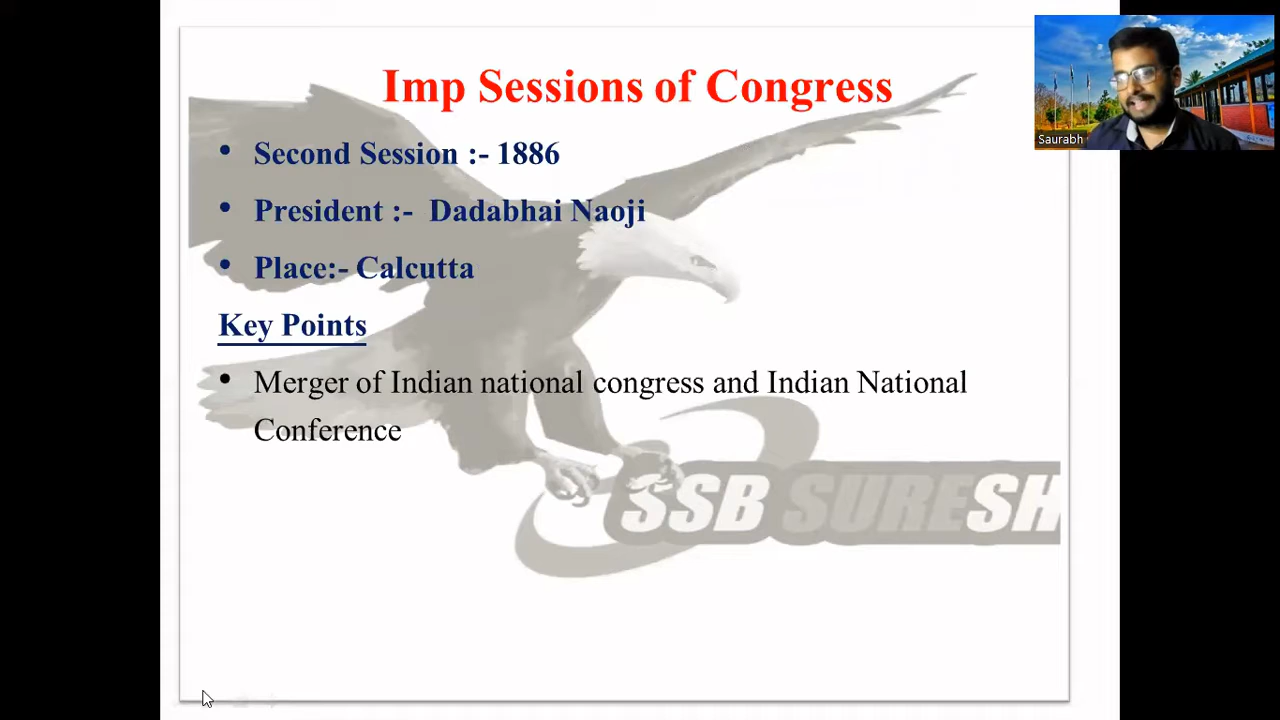 Imp Sessions of Congress
Saurabh
• Second Session :- 1886
• President :- Dadabhai Naoji
• Place:- Calcutta
Key Points
• Merger of Indian national congress and Indian National
Conference
SSB SURESH